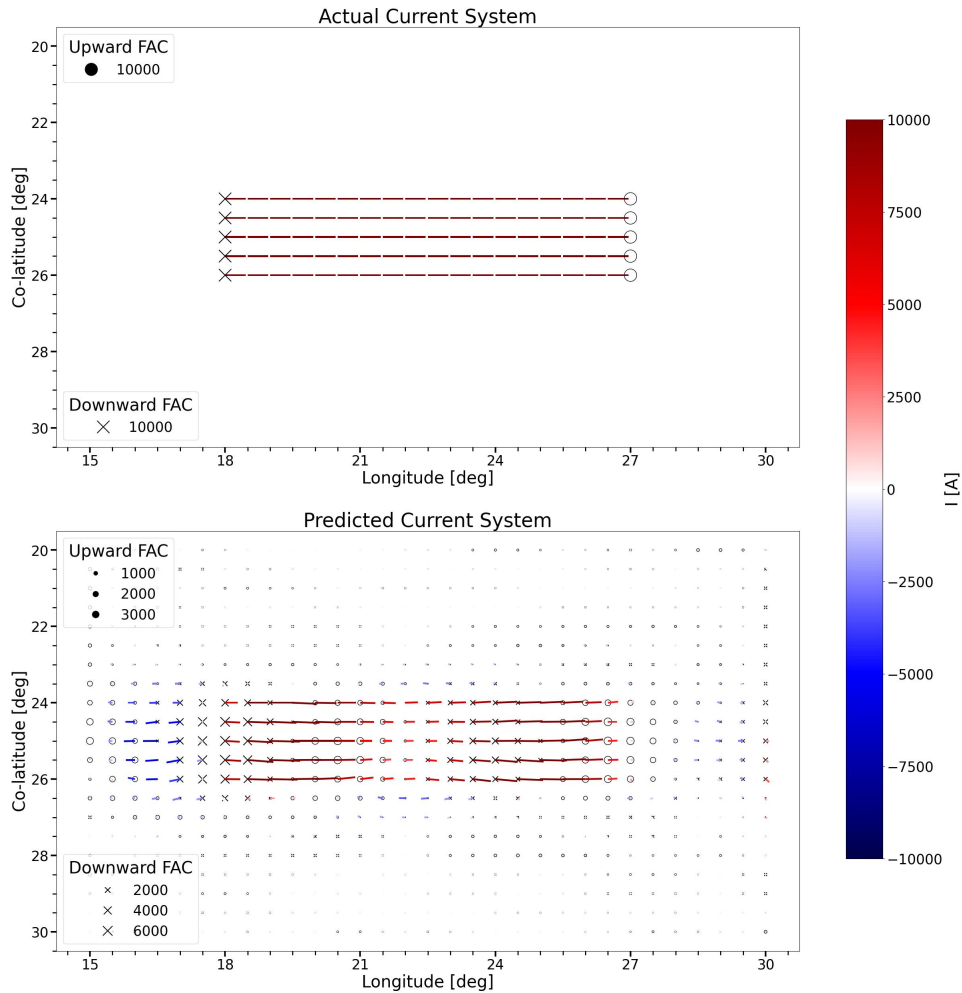 Actual Current System
Upward FAC
10000
Downward FAC
10000
Co-latitude [deg]
20
22
24
26
28
30
15 18 21 24 27 30
Longitude [deg]
Predicted Current System
Upward FAC
1000
2000
3000
Downward FAC
2000
4000
6000
Co-latitude [deg]
20
22
24
26
28
30
15 18 21 24 27 30
Longitude [deg]
10000
7500
5000
2500
0
−2500
−5000
−7500
−10000
I [A]